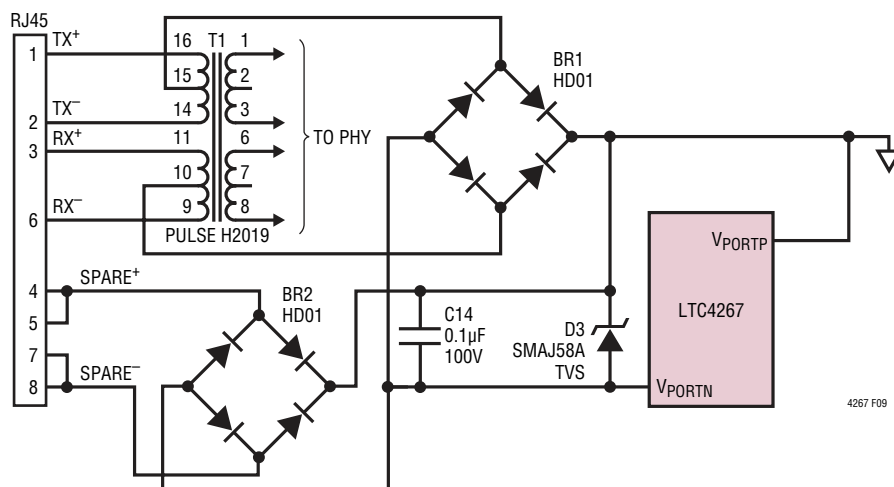 RJ45
1
TX+
2
TX−
3
RX+
6
RX−
4
SPARE+
5
7
8
SPARE−
16
T1
1
15
2
14
3
11
6
10
7
9
8
PULSE H2019
TO PHY
BR1
HD01
BR2
HD01
C14
0.1µF
100V
D3
SMAJ58A
TVS
VPORTP
LTC4267
VPORTN
4267 F09